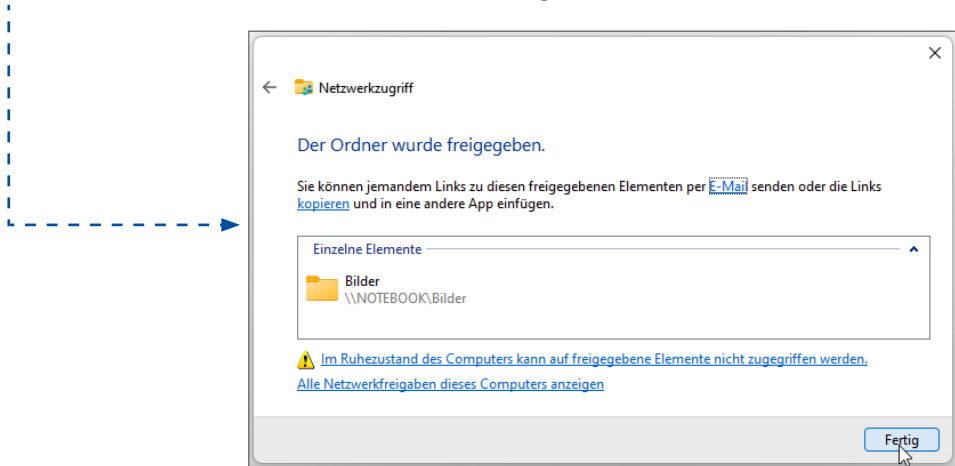 Netzwerkzugriff
Der Ordner wurde freigegeben.
Sie können jemandem Links zu diesen freigegebenen Elementen per E-Mail senden oder die Links
kopieren und in eine andere App einfügen.
Einzelne Elemente
Bilder
\\NOTEBOOK\Bilder
Im Ruhezustand des Computers kann auf freigegebene Elemente nicht zugegriffen werden.
Alle Netzwerkfreigaben dieses Computers anzeigen
Fertig